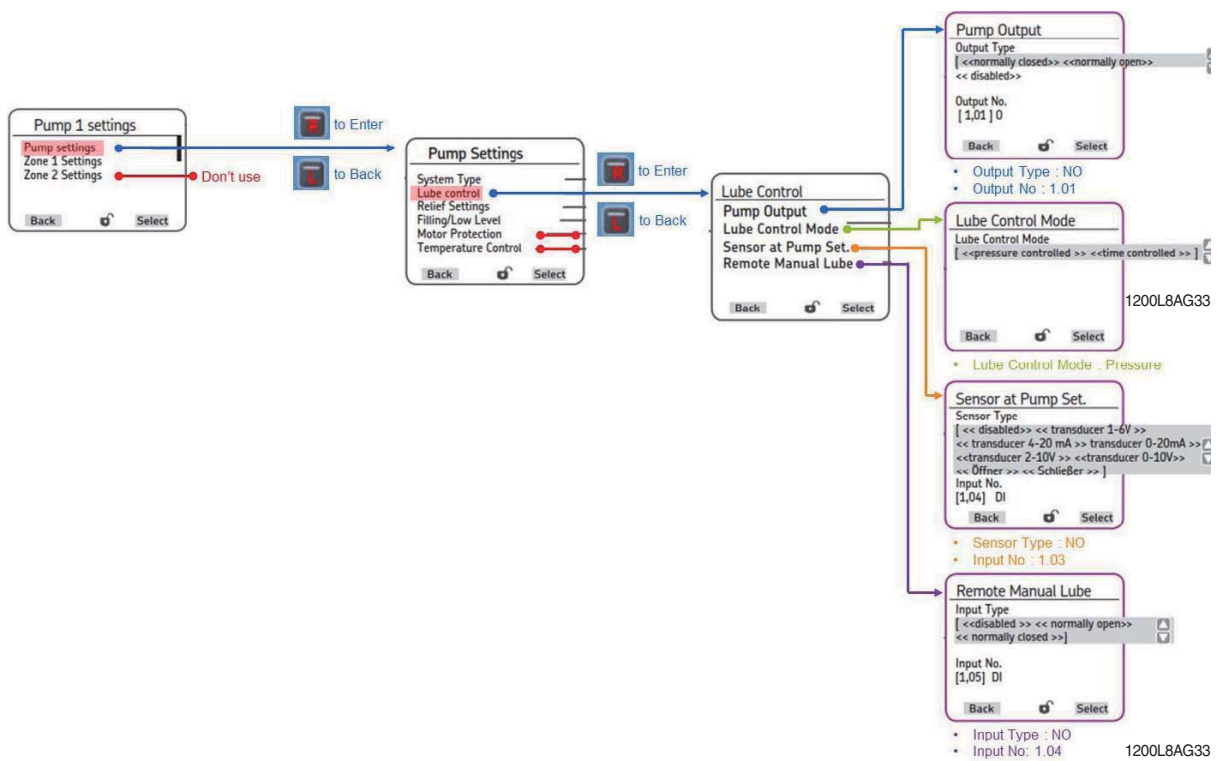 Pump 1 settings
Pump settings
Zone 1 Settings
Zone 2 Settings
Back Select
Don't use
R to Enter
L to Back
Pump Settings
System Type
Lube control
Relief Settings
Filling/Low Level
Motor Protection
Temperature Control
Back Select
R to Enter
L to Back
Lube Control
Pump Output
Lube Control Mode
Sensor at Pump Set.
Remote Manual Lube
Back Select
Pump Output
Output Type
[ <<normally closed>> <<normally open>>
<< disabled>>
Output No.
[ 1,01 ] 0
Back Select
• Output Type : NO
• Output No : 1.01
Lube Control Mode
Lube Control Mode
[ <<pressure controlled >> <<time controlled >> ]
1200L8AG33
Back Select
• Lube Control Mode : Pressure
Sensor at Pump Set.
Sensor Type
[ << disabled>> << transducer 1-6V >>
<< transducer 4-20 mA >> transducer 0-20mA >>
<<transducer 2-10V >> <<transducer 0-10V>>
<< Öffner >> << Schließer >> ]
Input No.
[1,04] DI
Back Select
• Sensor Type : NO
• Input No : 1.03
Remote Manual Lube
Input Type
[ <<disabled >> << normally open>>
<< normally closed >>]
Input No.
[1,05] DI
Back Select
• Input Type : NO
• Input No: 1.04
1200L8AG33